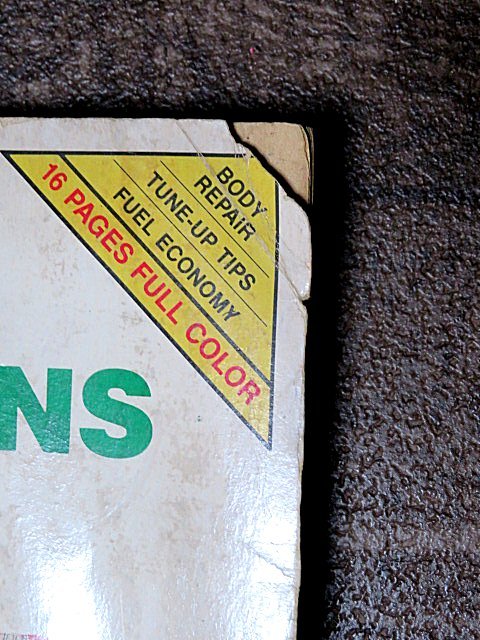 BODY
REPAIR
TUNE-UP TIPS
FUEL ECONOMY
16 PAGES FULL COLOR
NS